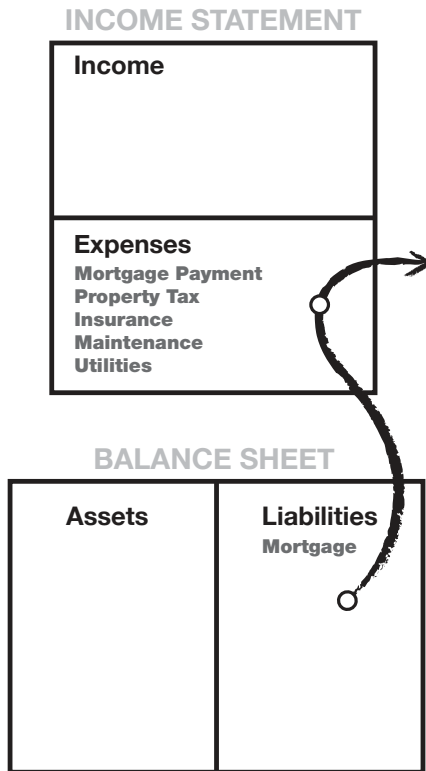 INCOME STATEMENT
Income
Expenses
Mortgage Payment
Property Tax
Insurance
Maintenance
Utilities
BALANCE SHEET
Assets
Liabilities
Mortgage